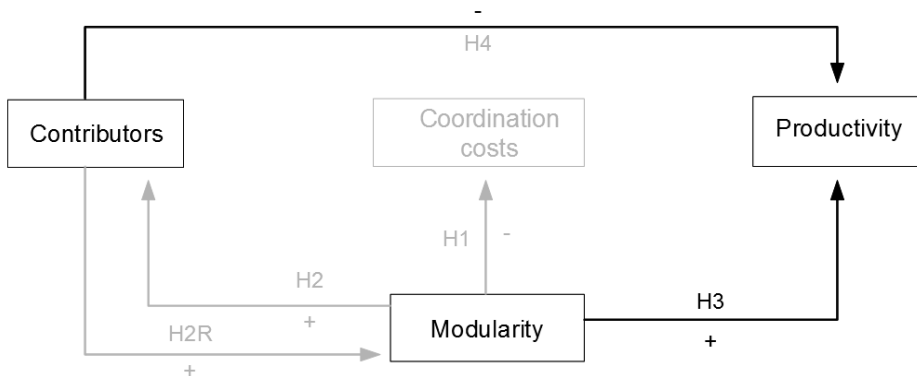 -
H4
Contributors
Coordination
costs
Productivity
H1
-
H2
+
H3
+
Modularity
H2R
+